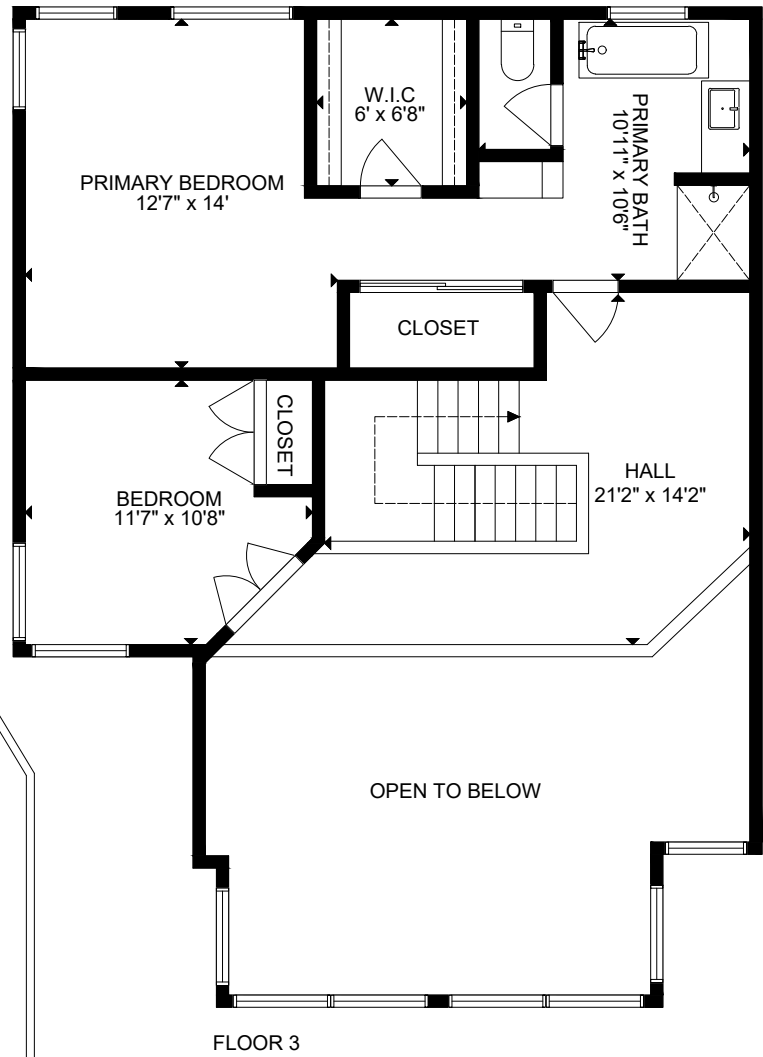 W.I.C
6' x 6'8"
PRIMARY BATH
10'11" x 10'6"
PRIMARY BEDROOM
12'7" x 14'
CLOSET
CLOSET
BEDROOM
11'7" x 10'8"
HALL
21'2" x 14'2"
OPEN TO BELOW
FLOOR 3